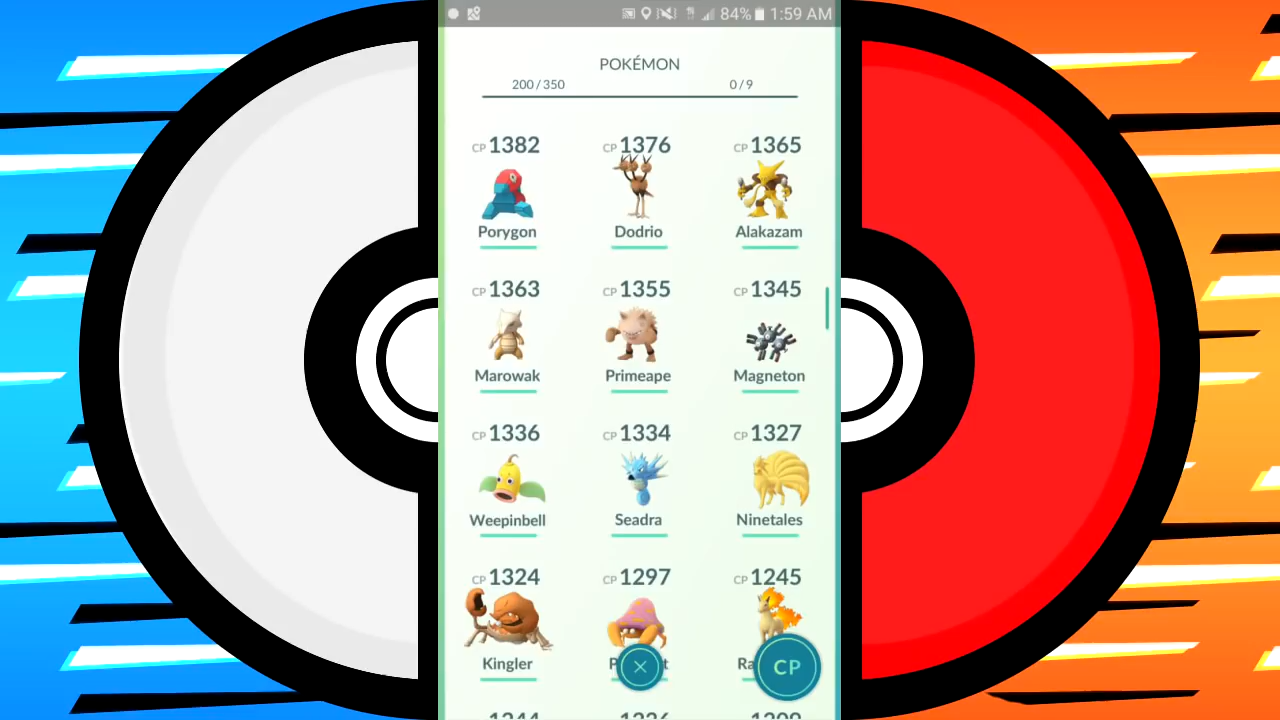 84% 1:59 AM
POKÉMON
200 / 350 0 / 9
CP 1382 CP 1376 CP 1365
Porygon Dodrio Alakazam
CP 1363 CP 1355 CP 1345
Marowak Primeape Magneton
CP 1336 CP 1334 CP 1327
Weepinbell Seadra Ninetales
CP 1324 CP 1297 CP 1245
Kingler
CP